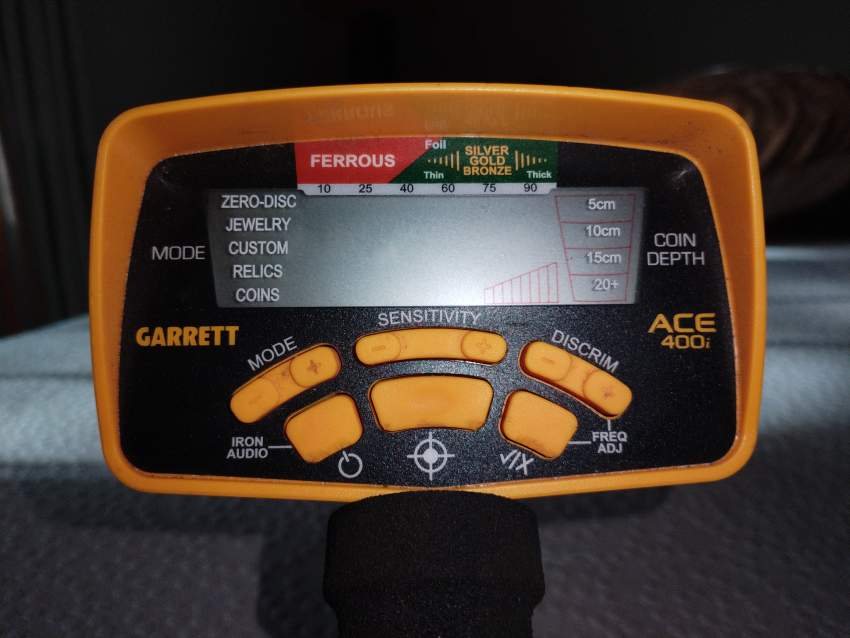 FERROUS
Foil
Thin
SILVER
GOLD
BRONZE
Thick
10 25 40 60 75 90
MODE
ZERO-DISC
JEWELRY
CUSTOM
RELICS
COINS
5cm
10cm
15cm
20+
COIN
DEPTH
GARRETT
ACE
400i
MODE
- +
SENSITIVITY
- +
DISCRIM
- +
IRON
AUDIO
✓/X
FREQ
ADJ